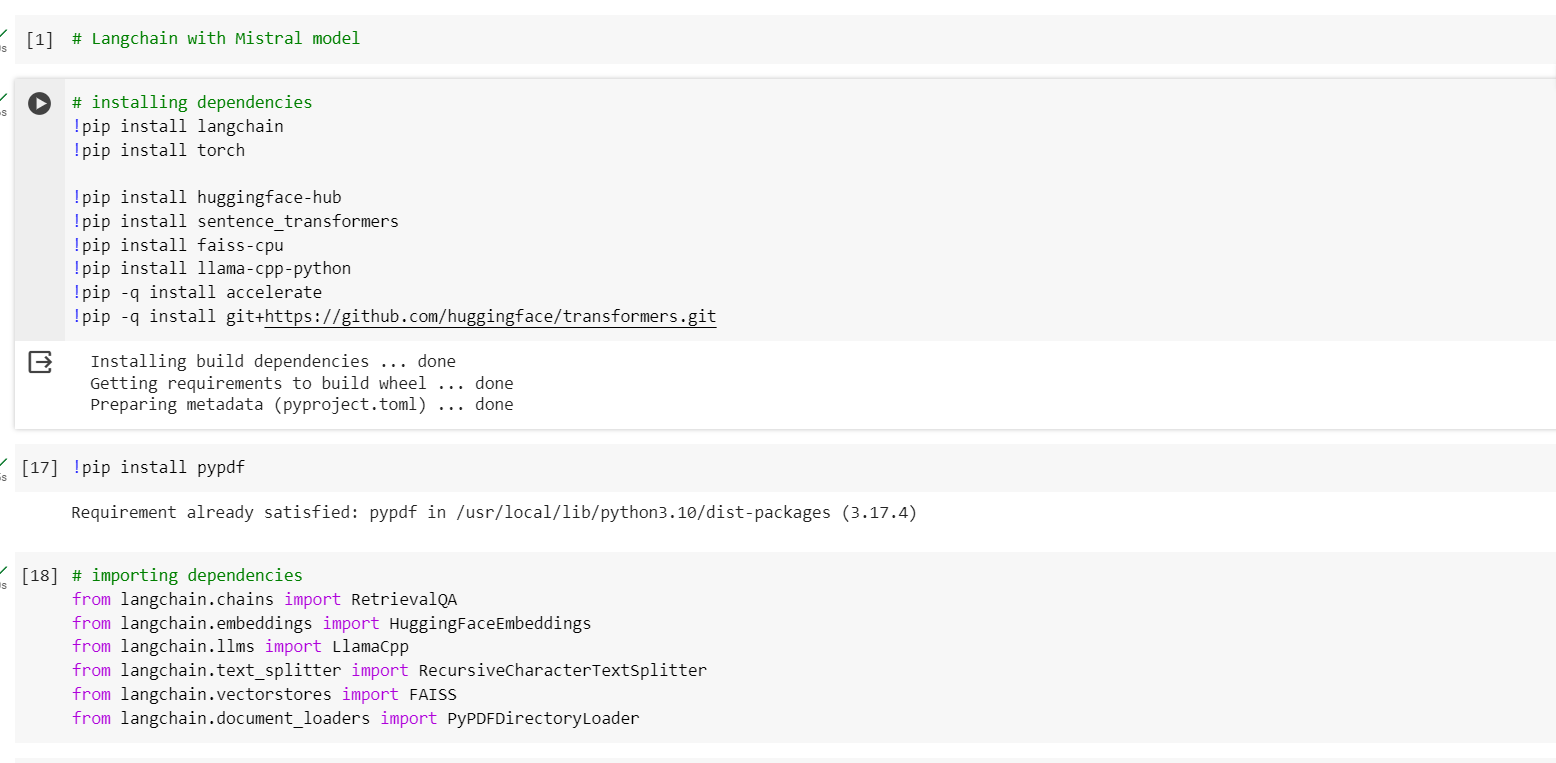 [1] # Langchain with Mistral model
# installing dependencies
!pip install langchain
!pip install torch
!pip install huggingface-hub
!pip install sentence_transformers
!pip install faiss-cpu
!pip install llama-cpp-python
!pip -q install accelerate
!pip -q install git+https://github.com/huggingface/transformers.git
Installing build dependencies ... done
Getting requirements to build wheel ... done
Preparing metadata (pyproject.toml) ... done
[17] !pip install pypdf
Requirement already satisfied: pypdf in /usr/local/lib/python3.10/dist-packages (3.17.4)
[18] # importing dependencies
from langchain.chains import RetrievalQA
from langchain.embeddings import HuggingFaceEmbeddings
from langchain.llms import LlamaCpp
from langchain.text_splitter import RecursiveCharacterTextSplitter
from langchain.vectorstores import FAISS
from langchain.document_loaders import PyPDFDirectoryLoader